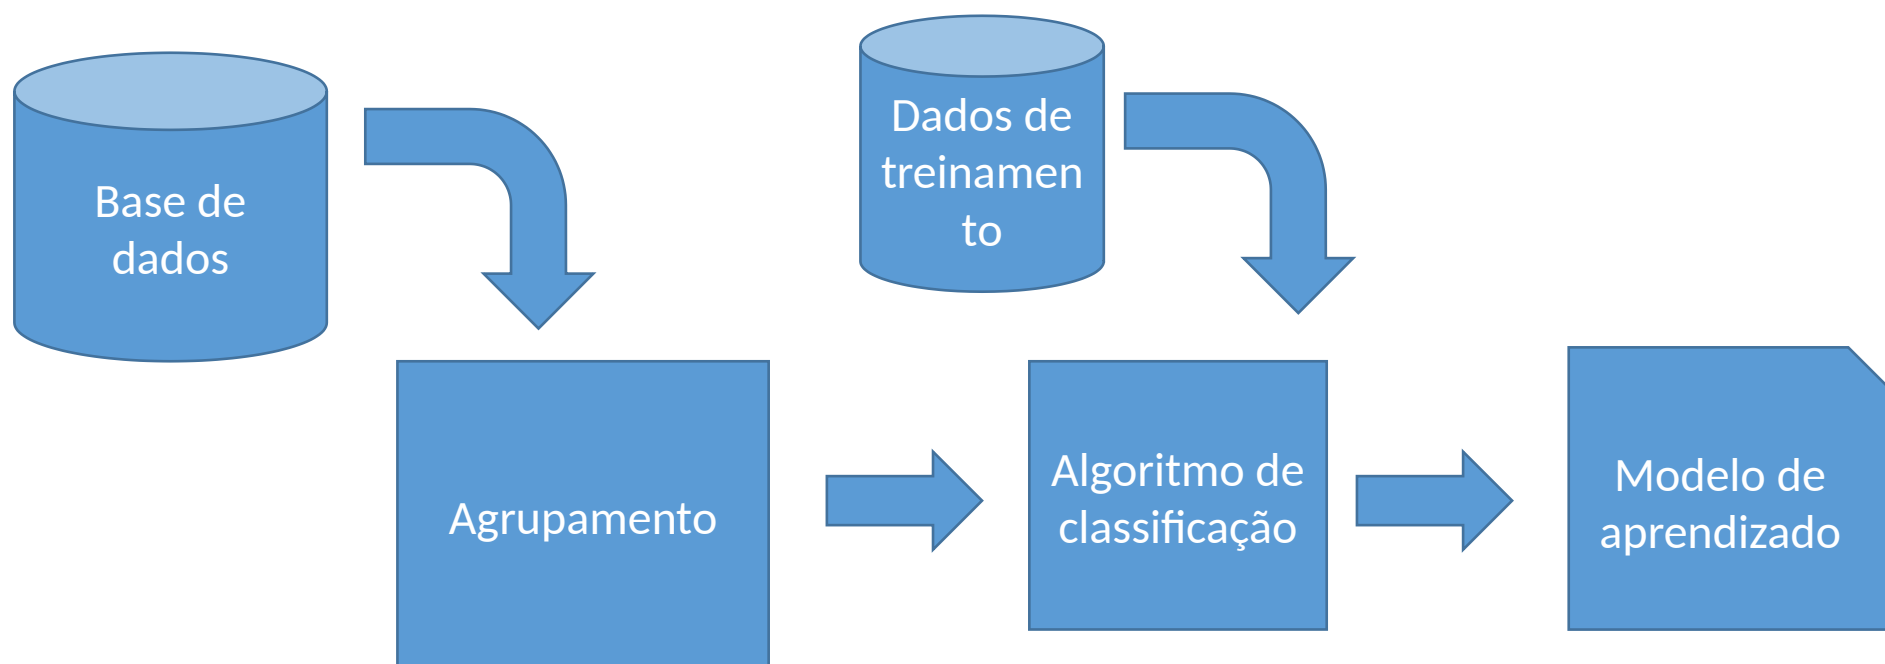 Base de
dados
Dados de
treinamen
to
Agrupamento
Algoritmo de
classificação
Modelo de
aprendizado